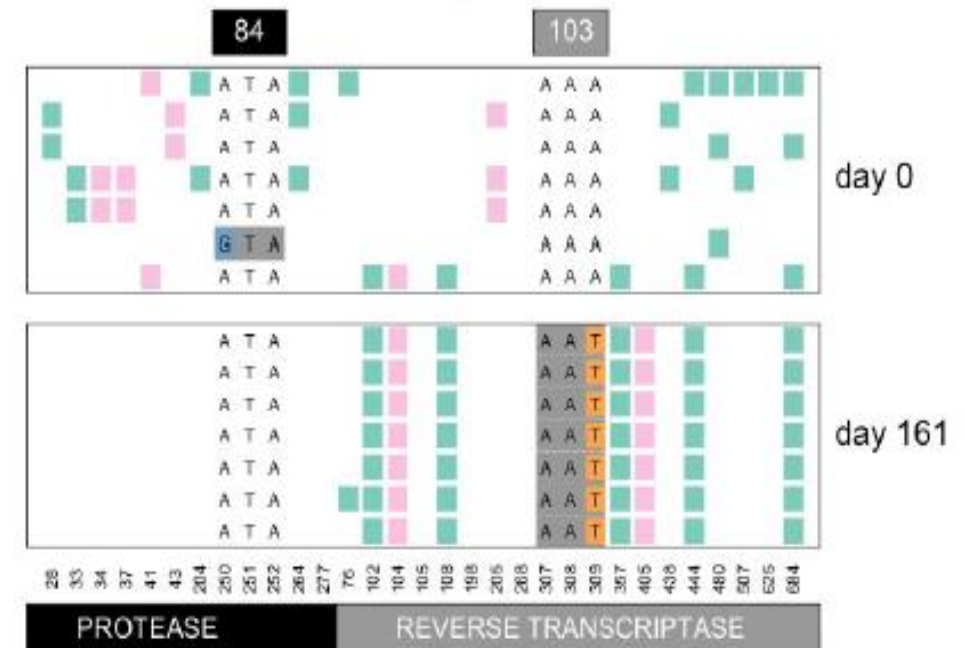 84 103
A T A A A A
A T A A A A
A T A A A A
A T A A A A
A T A A A A
G T A A A A
A T A A A A
day 0
A T A A A T
A T A A A T
A T A A A T
A T A A A T
A T A A A T
A T A A A T
A T A A A T
day 161
28 33 34 37 41 43 204 250 251 252 264 277 76 102 104 105 108 198 205 268 307 308 309 357 405 438 444 480 507 625 684
PROTEASE REVERSE TRANSCRIPTASE